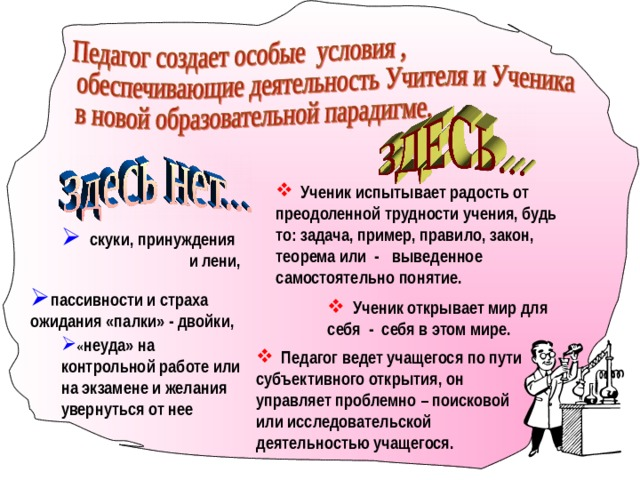 Педагог создает особые условия ,
обеспечивающие деятельность Учителя и Ученика
в новой образовательной парадигме.
здесь нет...
скуки, принуждения
и лени,
пассивности и страха
ожидания «палки» - двойки,
«неуда» на
контрольной работе или
на экзамене и желания
увернуться от нее
зДЕСЬ...
Ученик испытывает радость от
преодоленной трудности учения, будь
то: задача, пример, правило, закон,
теорема или - выведенное
самостоятельно понятие.
Ученик открывает мир для
себя - себя в этом мире.
Педагог ведет учащегося по пути
субъективного открытия, он
управляет проблемно – поисковой
или исследовательской
деятельностью учащегося.